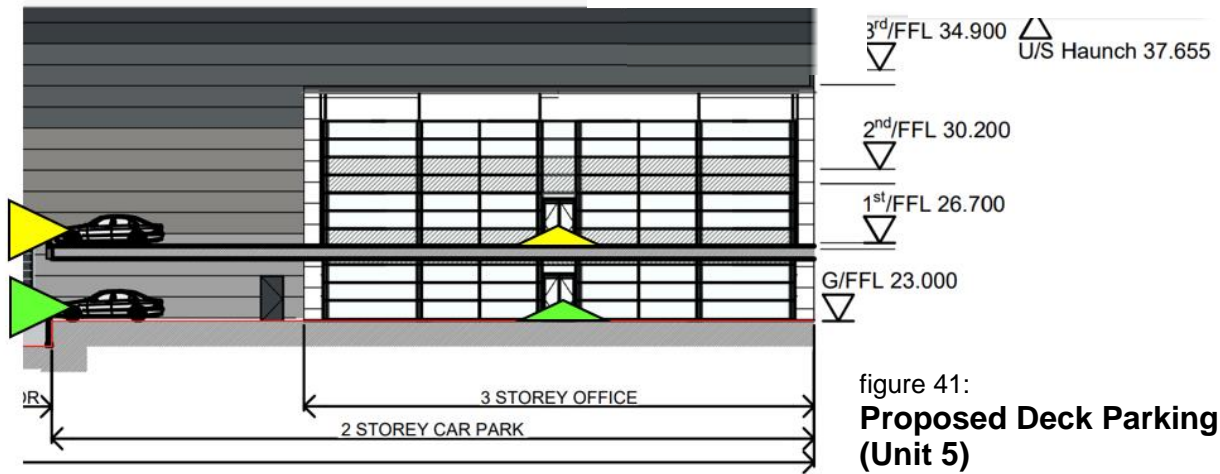 3rd/FFL 34.900
U/S Haunch 37.655
2nd/FFL 30.200
1st/FFL 26.700
G/FFL 23.000
3 STOREY OFFICE
2 STOREY CAR PARK
figure 41:
Proposed Deck Parking
(Unit 5)